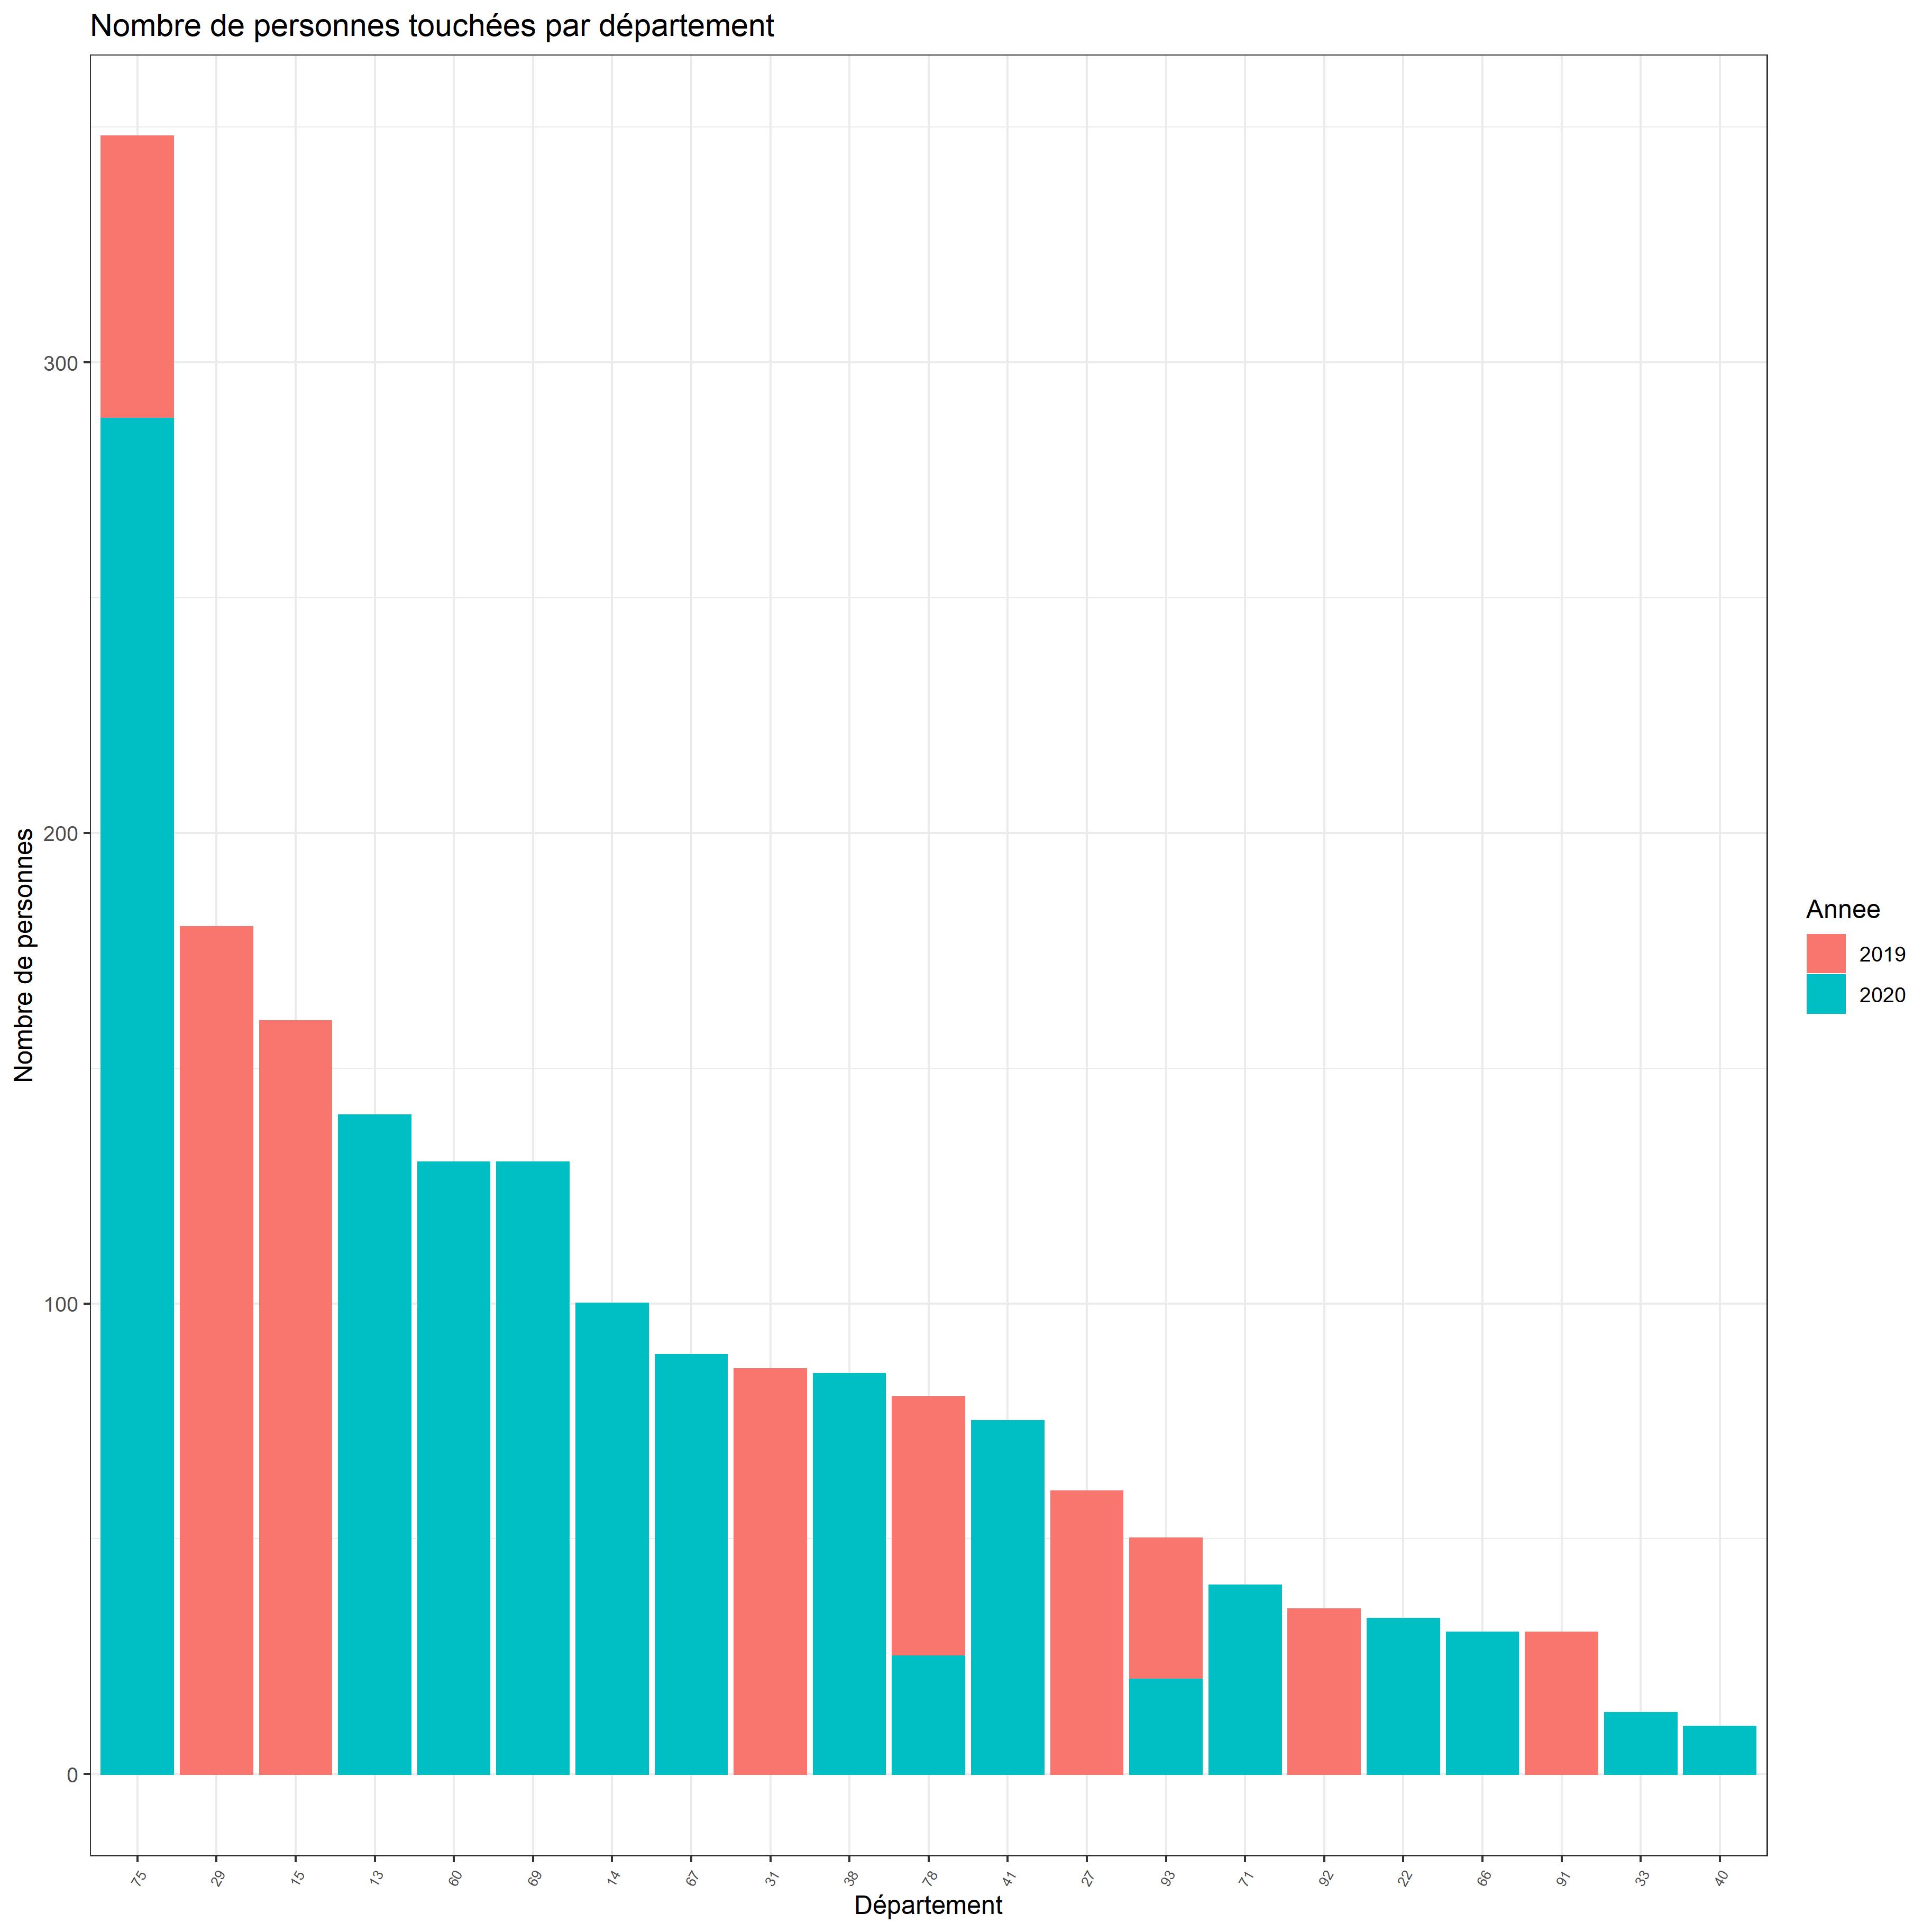 Nombre de personnes touchées par département
Nombre de personnes
300
200
100
0
75 29 15 13 60 69 14 67 31 38 78 41 27 93 71 92 22 66 91 33 40
Département
Annee
2019
2020